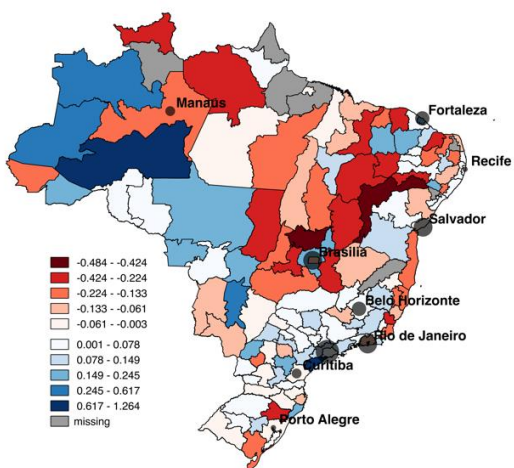 Manaus
Fortaleza
Recife
Salvador
Brasília
Belo Horizonte
Rio de Janeiro
Curitiba
Porto Alegre
-0.484 - -0.424
-0.424 - -0.224
-0.224 - -0.133
-0.133 - -0.061
-0.061 - -0.003
0.001 - 0.078
0.078 - 0.149
0.149 - 0.245
0.245 - 0.617
0.617 - 1.264
missing